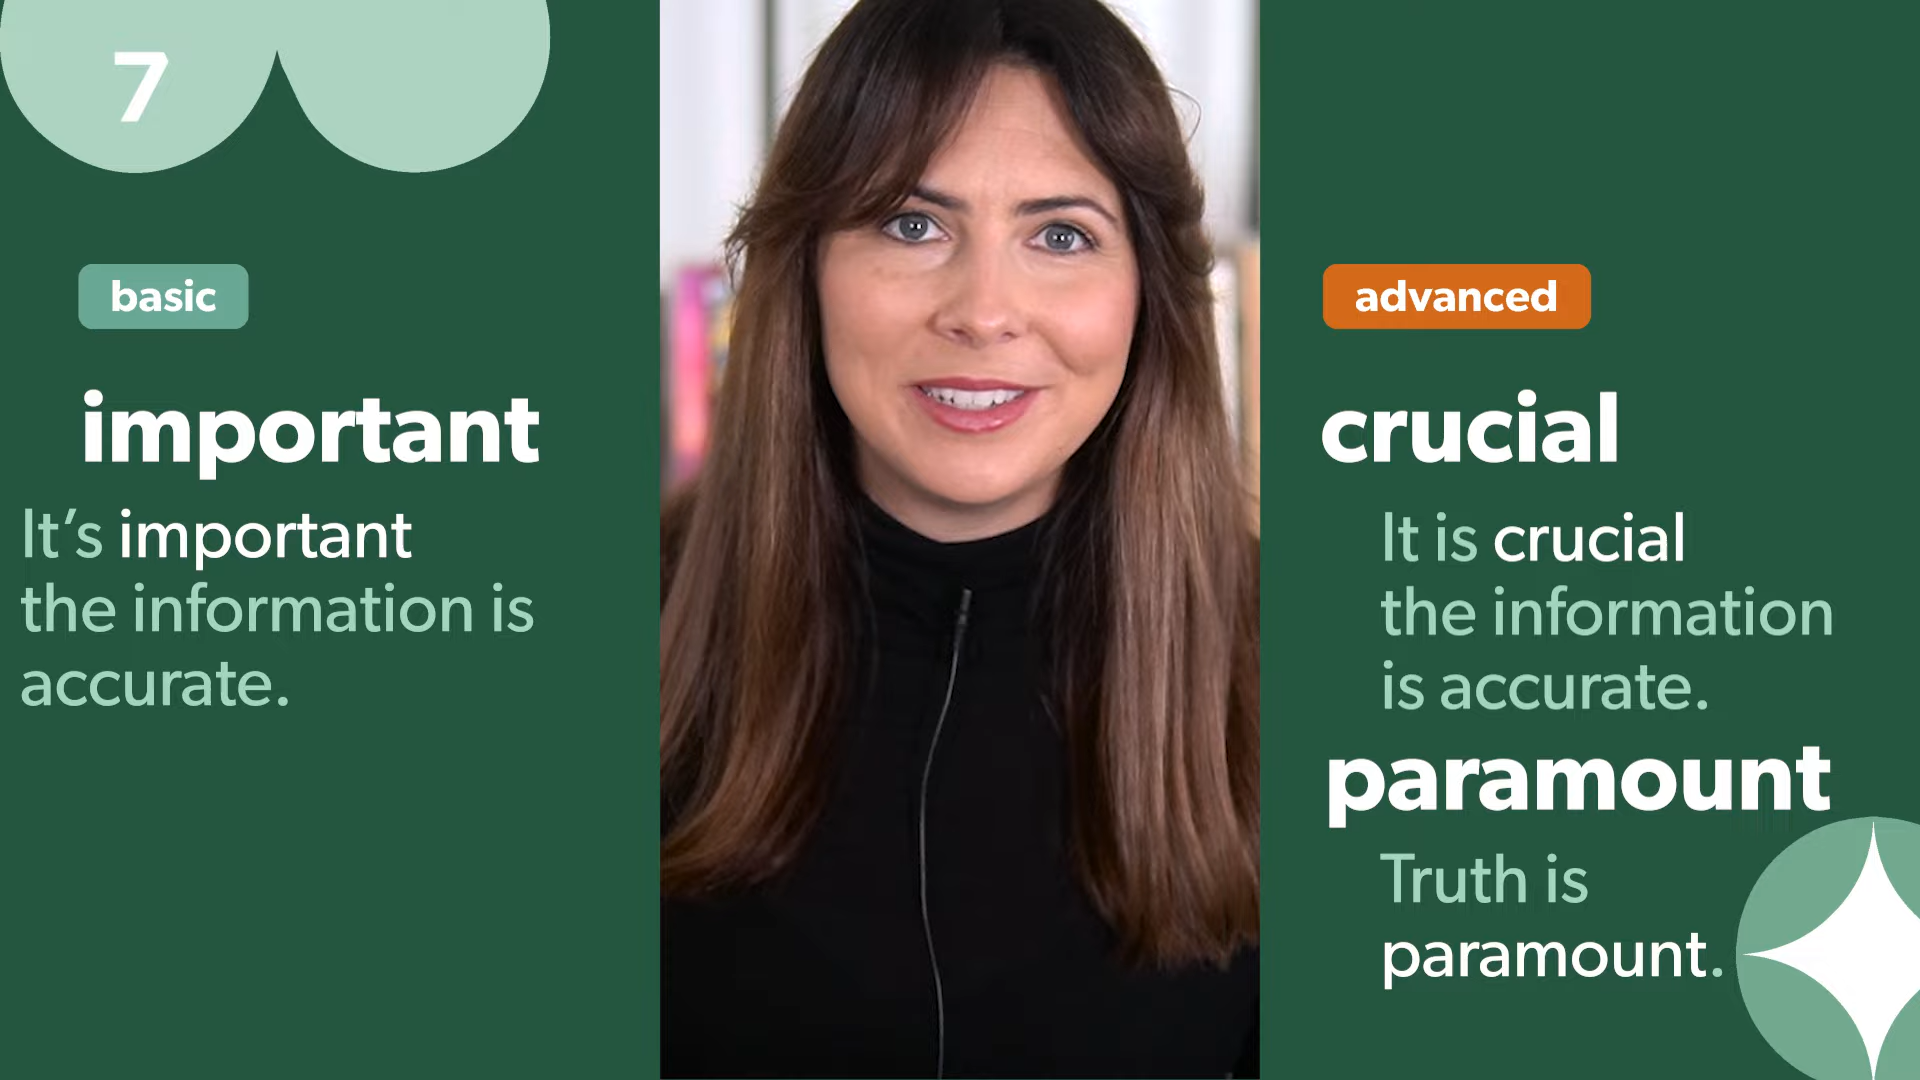 7
basic
important
It’s important
the information is
accurate.
advanced
crucial
It is crucial
the information
is accurate.
paramount
Truth is
paramount.